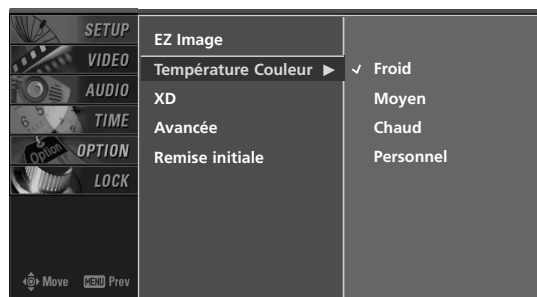 SETUP
VIDEO
AUDIO
TIME
OPTION
LOCK
Move MENU Prev
EZ Image
Température Couleur ▶
XD
Avancée
Remise initiale
✓ Froid
Moyen
Chaud
Personnel